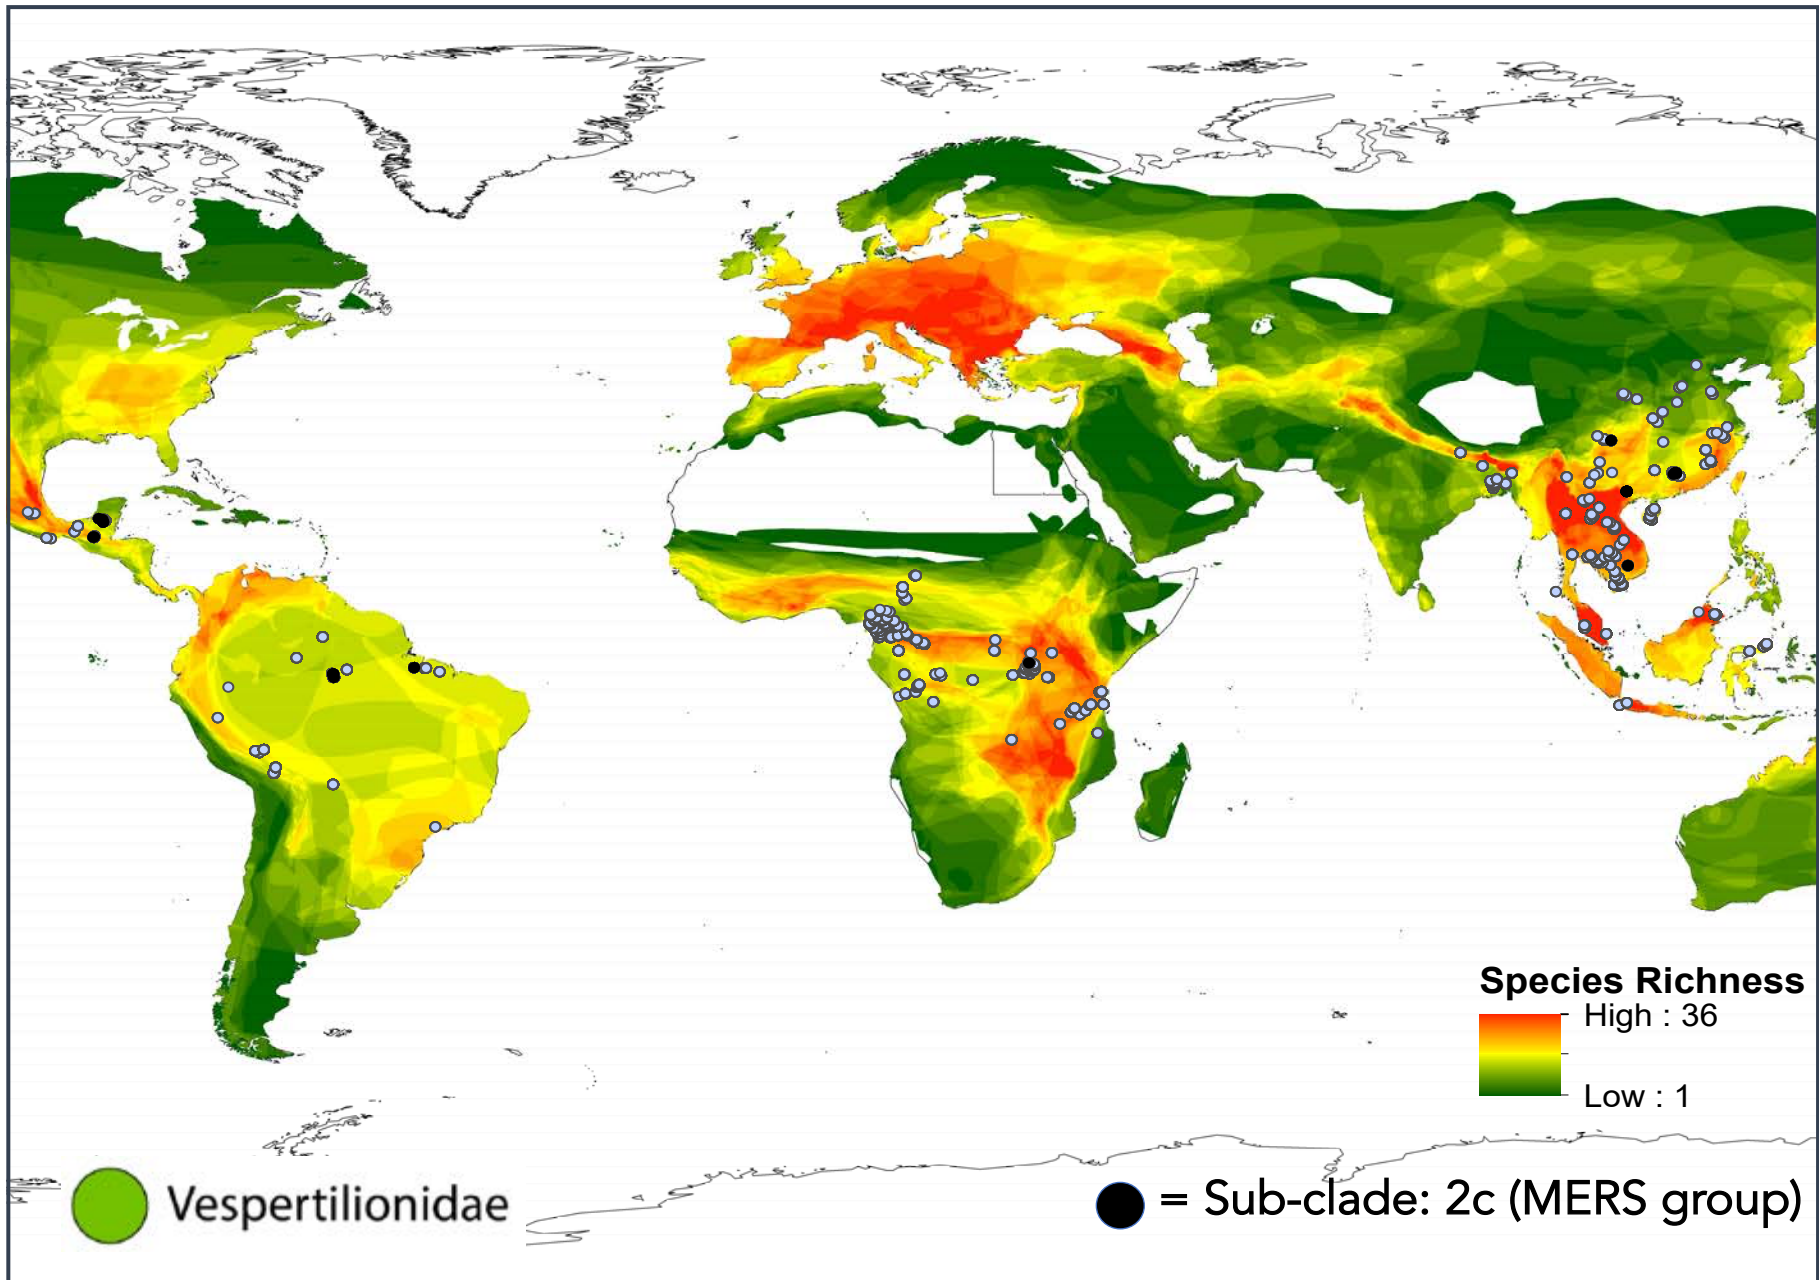 Species Richness
High : 36
Low : 1
Vespertilionidae
= Sub-clade: 2c (MERS group)